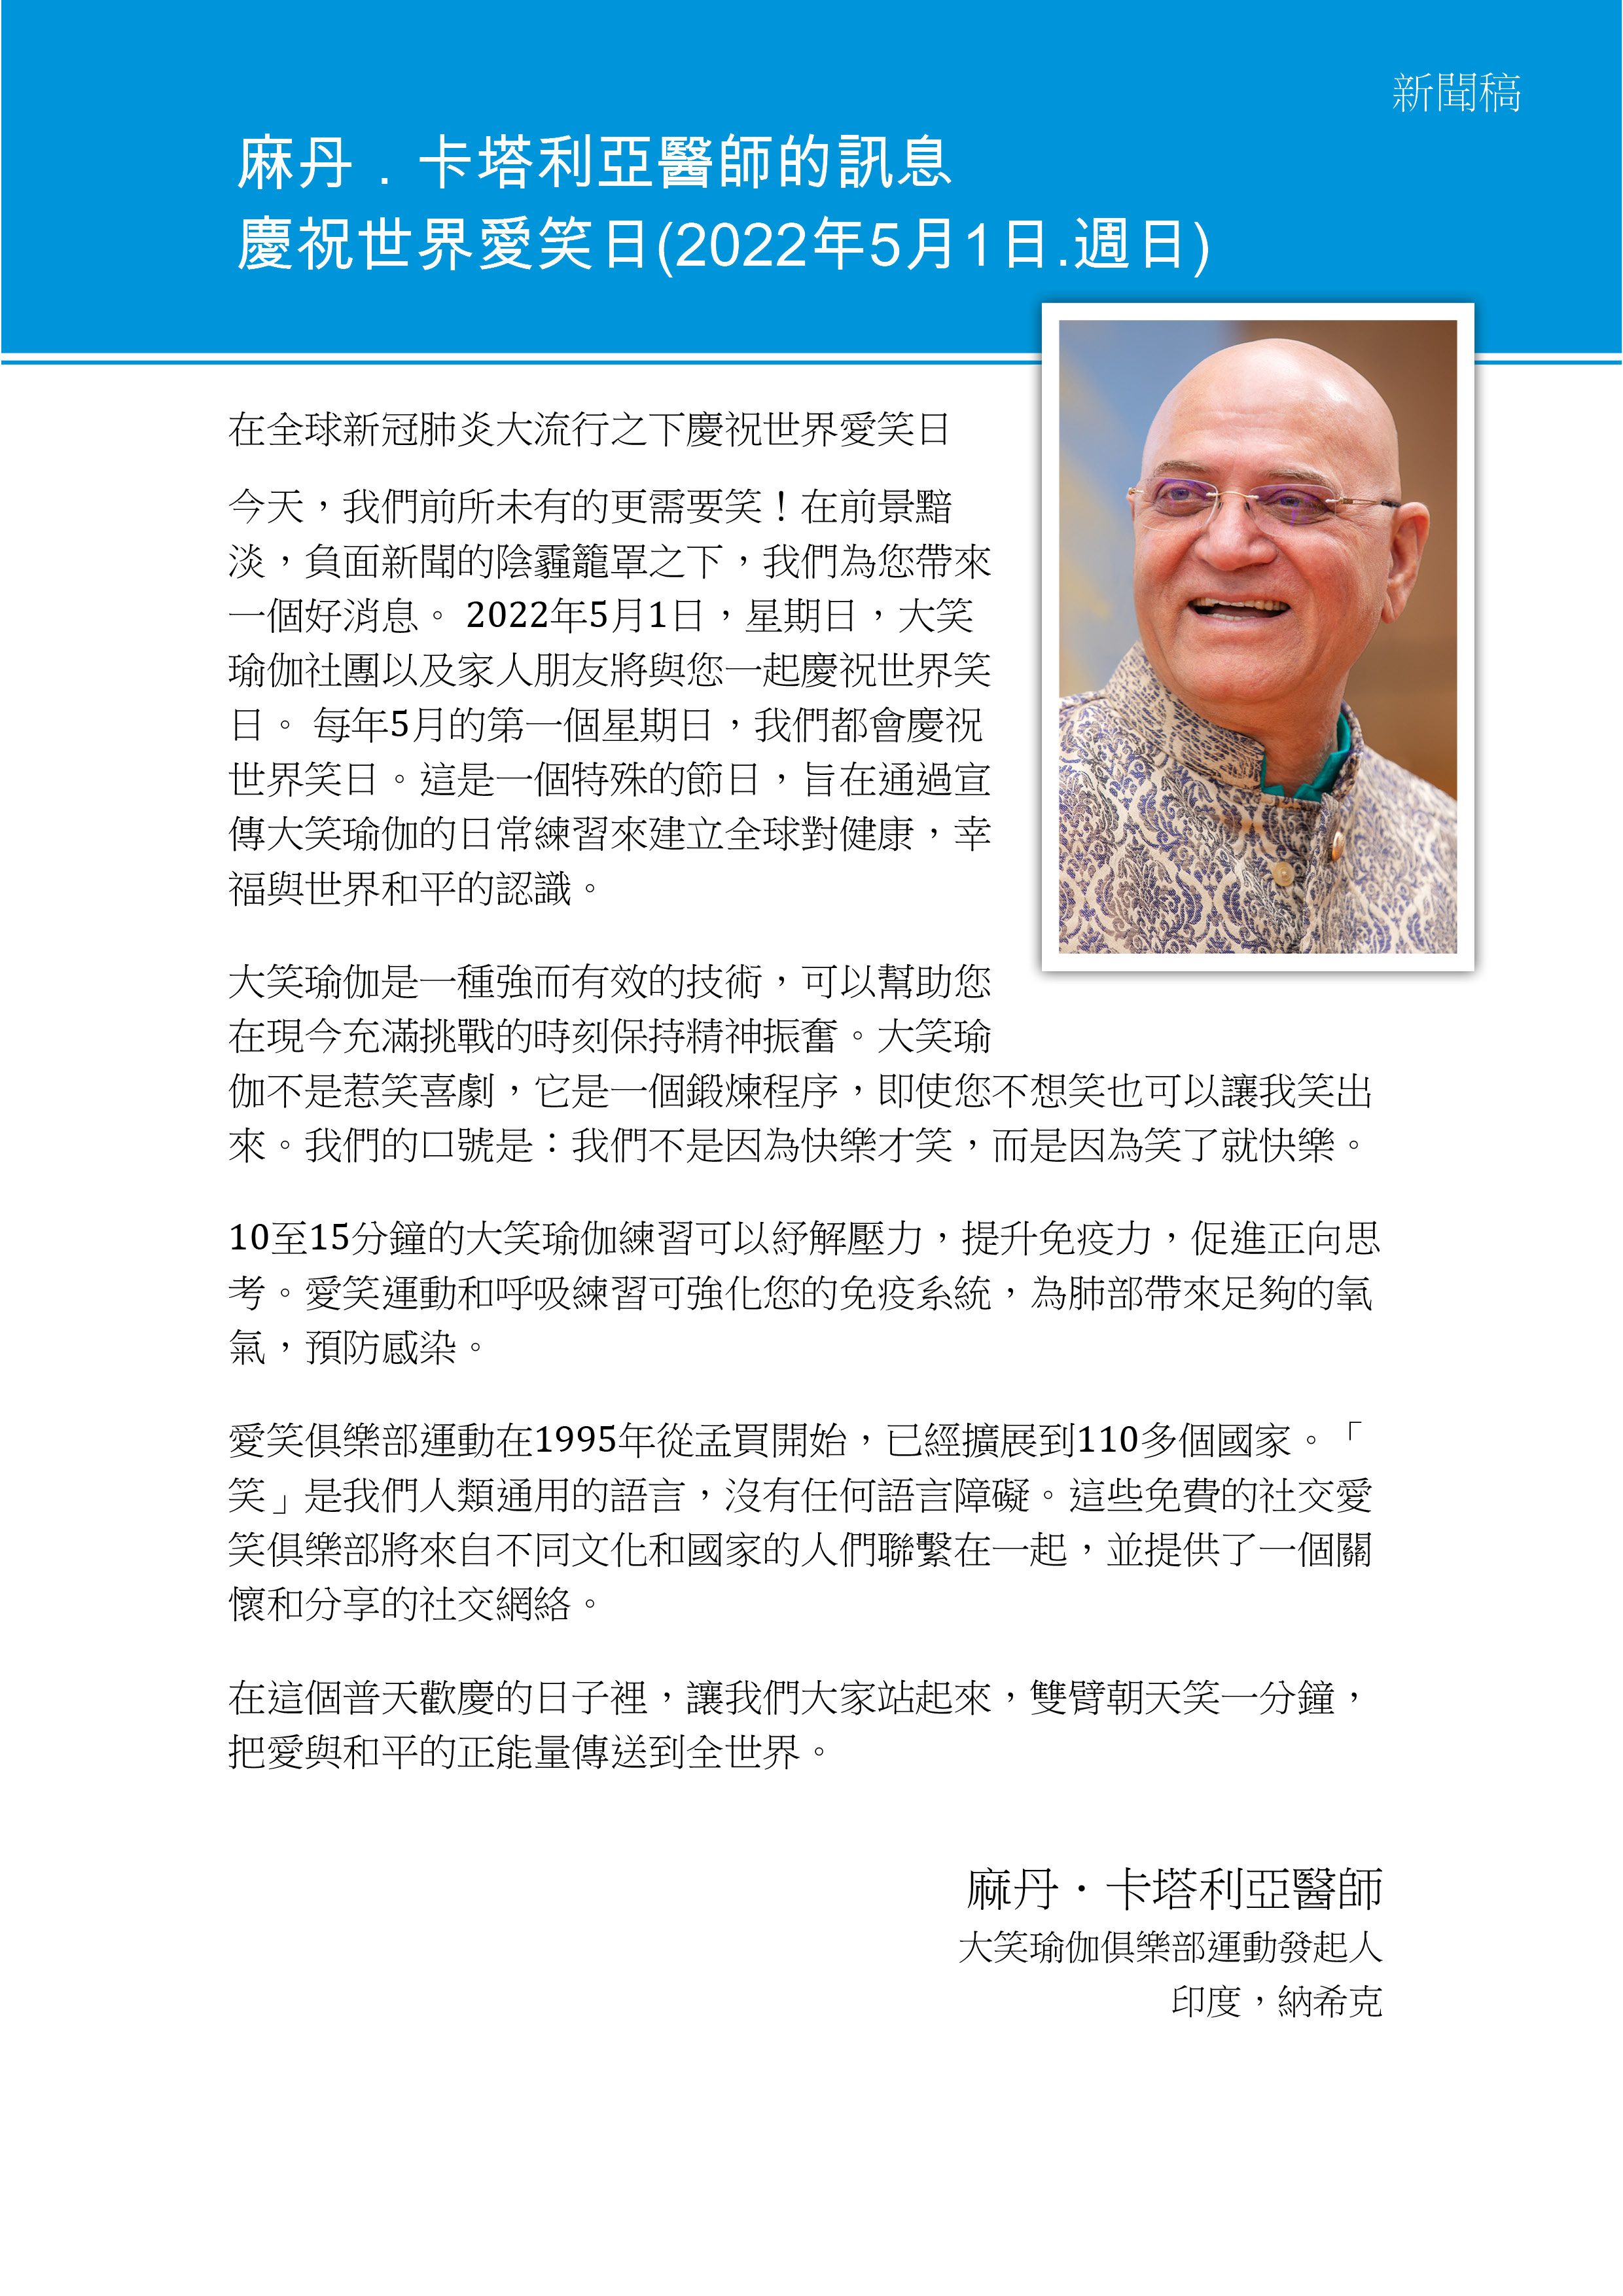 新聞稿
麻丹．卡塔利亞醫師的訊息
慶祝世界愛笑日(2022年5月1日.週日)
在全球新冠肺炎大流行之下慶祝世界愛笑日
今天，我們前所未有的更需要笑！在前景黯
淡，負面新聞的陰霾籠罩之下，我們為您帶來
一個好消息。 2022年5月1日，星期日，大笑
瑜伽社團以及家人朋友將與您一起慶祝世界笑
日。 每年5月的第一個星期日，我們都會慶祝
世界笑日。這是一個特殊的節日，旨在通過宣
傳大笑瑜伽的日常練習來建立全球對健康，幸
福與世界和平的認識。
大笑瑜伽是一種強而有效的技術，可以幫助您
在現今充滿挑戰的時刻保持精神振奮。大笑瑜
伽不是惹笑喜劇，它是一個鍛煉程序，即使您不想笑也可以讓我笑出
來。我們的口號是：我們不是因為快樂才笑，而是因為笑了就快樂。
10至15分鐘的大笑瑜伽練習可以紓解壓力，提升免疫力，促進正向思
考。愛笑運動和呼吸練習可強化您的免疫系統，為肺部帶來足夠的氧
氣，預防感染。
愛笑俱樂部運動在1995年從孟買開始，已經擴展到110多個國家。「
笑」是我們人類通用的語言，沒有任何語言障礙。這些免費的社交愛
笑俱樂部將來自不同文化和國家的人們聯繫在一起，並提供了一個關
懷和分享的社交網絡。
在這個普天歡慶的日子裡，讓我們大家站起來，雙臂朝天笑一分鐘，
把愛與和平的正能量傳送到全世界。
麻丹．卡塔利亞醫師
大笑瑜伽俱樂部運動發起人
印度，納希克